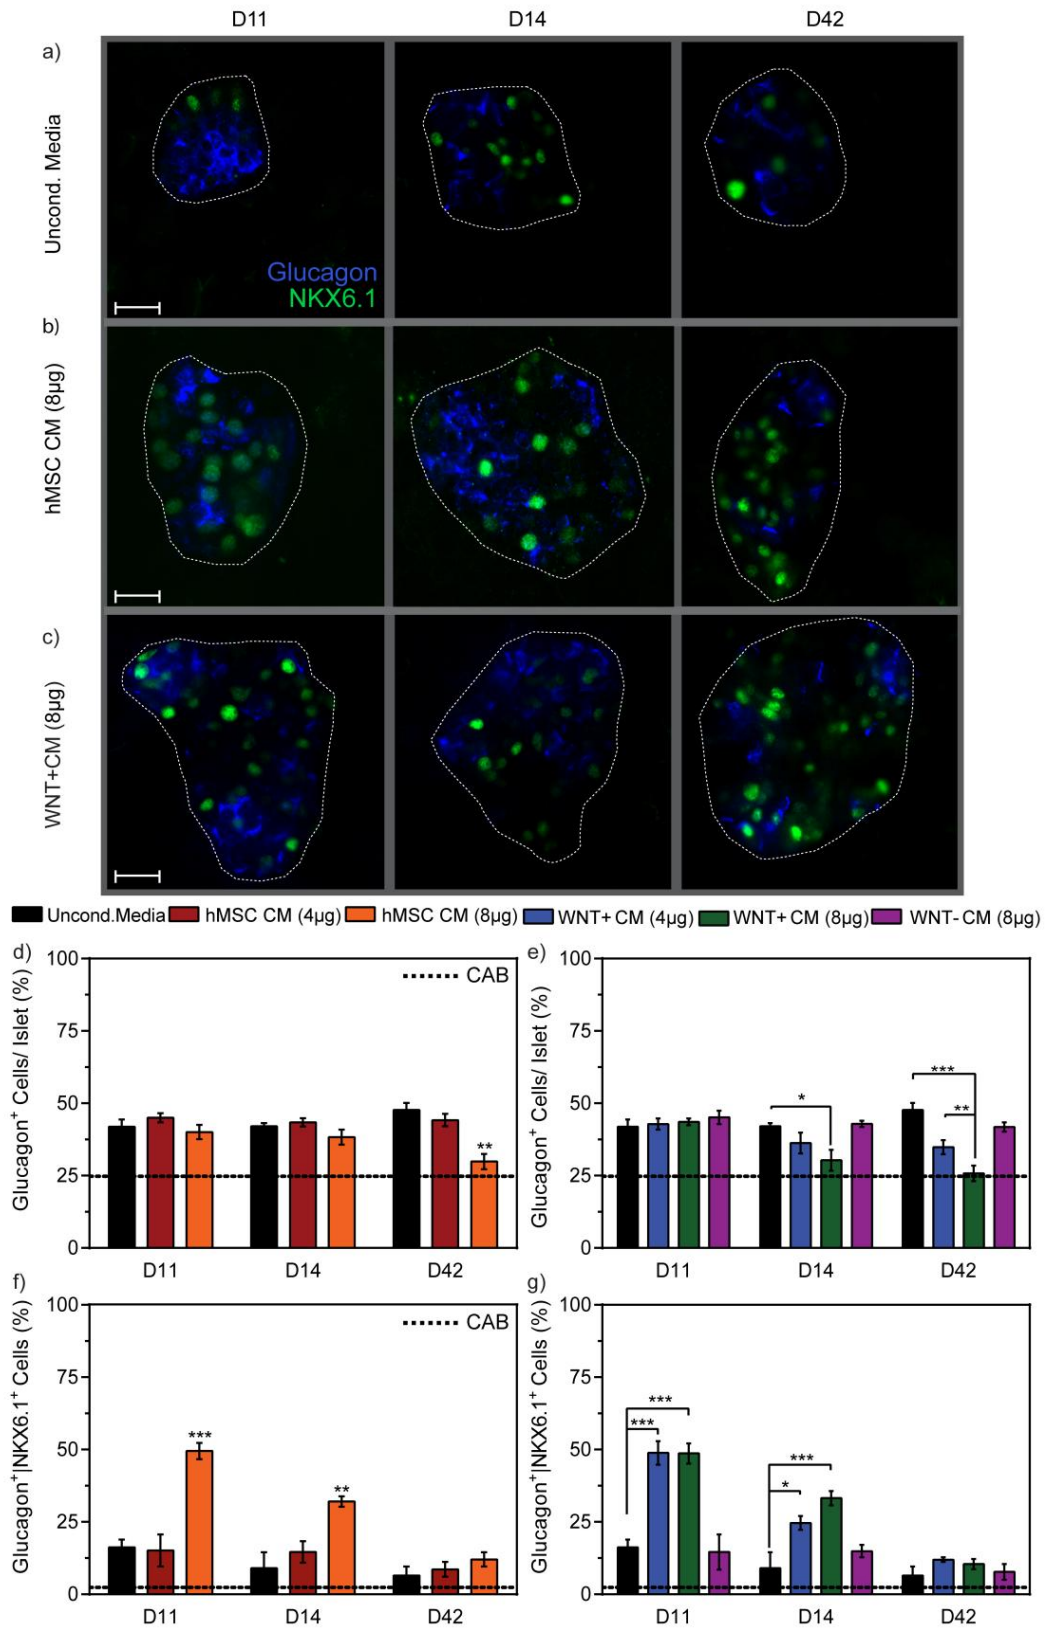 D11 D14 D42
a)
Uncond. Media
Glucagon
NKX6.1
b)
hMSC CM (8µg)
c)
WNT+CM (8µg)
Uncond.Media hMSC CM (4µg) hMSC CM (8µg) WNT+ CM (4µg) WNT+ CM (8µg) WNT- CM (8µg)
d)
Glucagon⁺ Cells/ Islet (%)
100
75
50
25
0
CAB
**
D11 D14 D42
e)
Glucagon⁺ Cells/ Islet (%)
100
75
50
25
0
*
***
**
D11 D14 D42
f)
Glucagon⁺|NKX6.1⁺ Cells (%)
100
75
50
25
0
CAB
***
**
D11 D14 D42
g)
Glucagon⁺|NKX6.1⁺ Cells (%)
100
75
50
25
0
***
***
***
*
D11 D14 D42